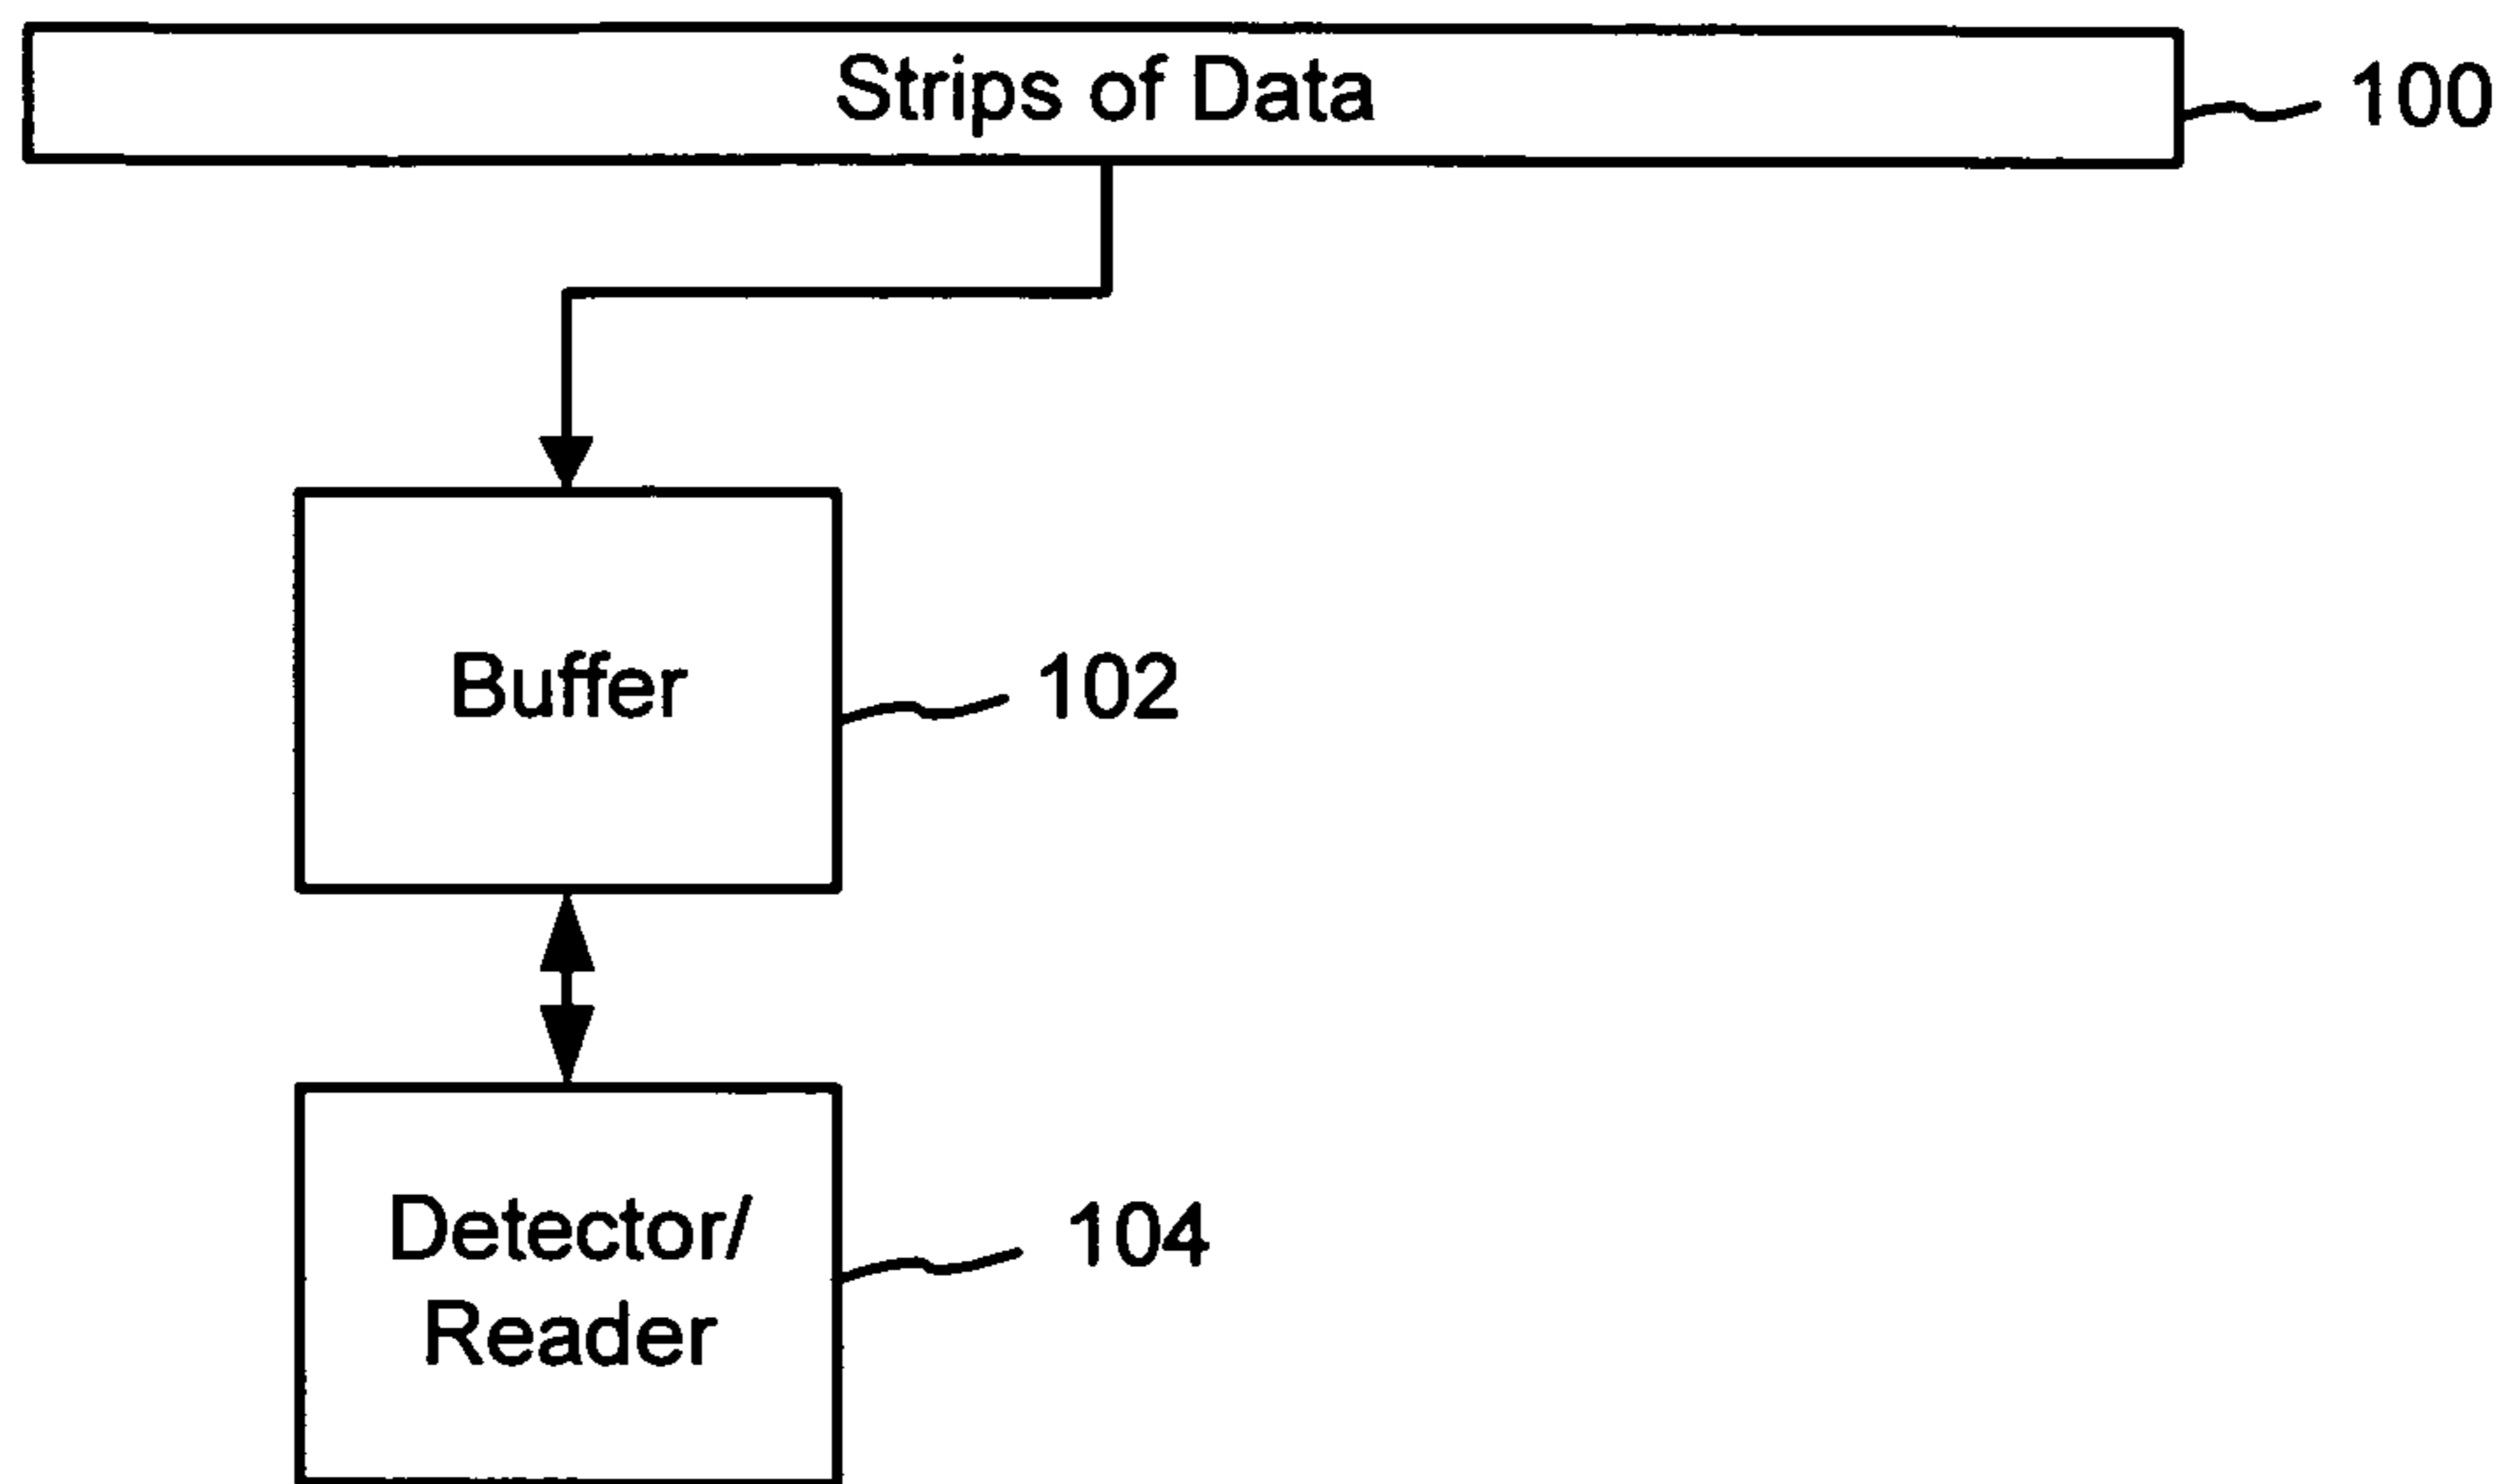 Strips of Data
100
Buffer
102
Detector/
Reader
104